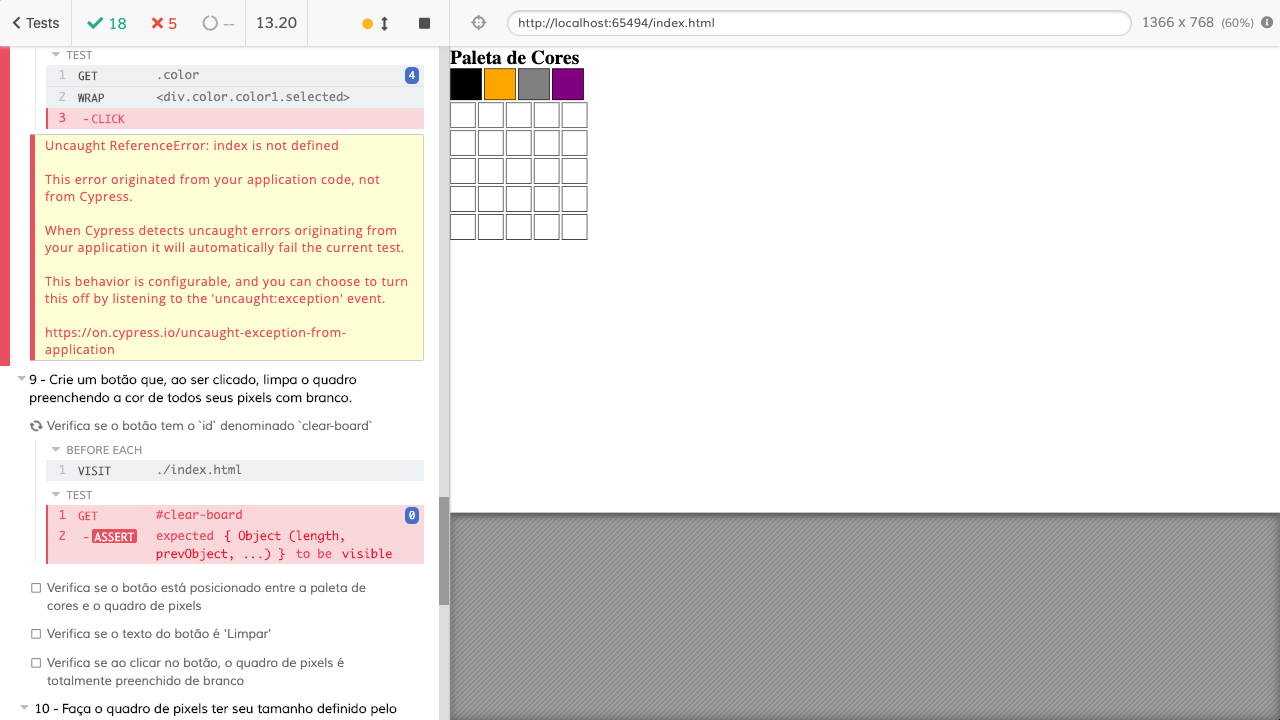 Tests
18
5
--
13.20
http://localhost:65494/index.html
1366 x 768 (60%)
TEST
1 GET .color 4
2 WRAP <div.color.color1.selected>
3 -CLICK
Uncaught ReferenceError: index is not defined
This error originated from your application code, not
from Cypress.
When Cypress detects uncaught errors originating from
your application it will automatically fail the current test.
This behavior is configurable, and you can choose to turn
this off by listening to the 'uncaught:exception' event.
https://on.cypress.io/uncaught-exception-from-
application
9 - Crie um botão que, ao ser clicado, limpa o quadro
preenchendo a cor de todos seus pixels com branco.
Verifica se o botão tem o `id` denominado `clear-board`
BEFORE EACH
1 VISIT ./index.html
TEST
1 GET #clear-board 0
2 -ASSERT expected { Object (length,
prevObject, ...) } to be visible
Verifica se o botão está posicionado entre a paleta de
cores e o quadro de pixels
Verifica se o texto do botão é 'Limpar'
Verifica se ao clicar no botão, o quadro de pixels é
totalmente preenchido de branco
10 - Faça o quadro de pixels ter seu tamanho definido pelo
Paleta de Cores